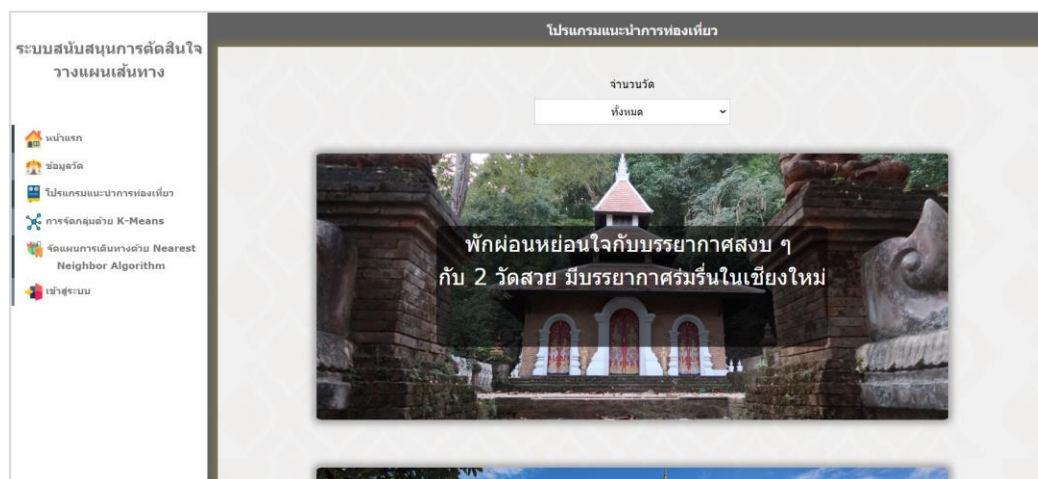 ระบบสนับสนุนการตัดสินใจ
วางแผนเส้นทาง
หน้าแรก
ข้อมูลวัด
โปรแกรมแนะนำการท่องเที่ยว
การจัดกลุ่มด้วย K-Means
จัดแผนการเดินทางด้วย Nearest
Neighbor Algorithm
เข้าสู่ระบบ
โปรแกรมแนะนำการท่องเที่ยว
จำนวนวัด
ทั้งหมด
พักผ่อนหย่อนใจกับบรรยากาศสงบ ๆ
กับ 2 วัดสวย มีบรรยากาศร่มรื่นในเชียงใหม่